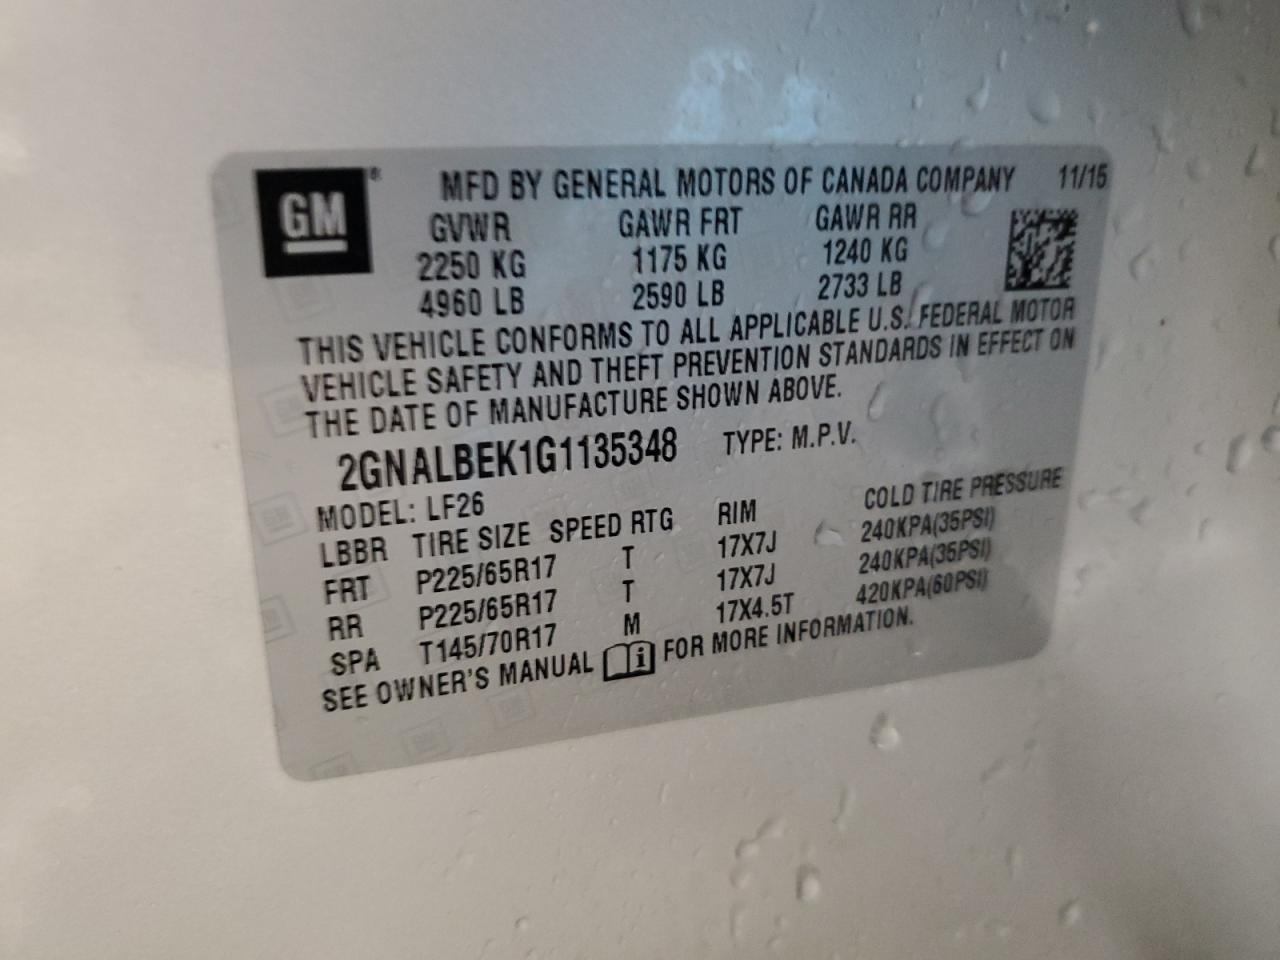 GM ®
MFD BY GENERAL MOTORS OF CANADA COMPANY 11/15
GVWR GAWR FRT GAWR RR
2250 KG 1175 KG 1240 KG
4960 LB 2590 LB 2733 LB
THIS VEHICLE CONFORMS TO ALL APPLICABLE U.S. FEDERAL MOTOR
VEHICLE SAFETY AND THEFT PREVENTION STANDARDS IN EFFECT ON
THE DATE OF MANUFACTURE SHOWN ABOVE.
2GNALBEK1G1135348 TYPE: M.P.V.
MODEL: LF26
LBBR TIRE SIZE SPEED RTG RIM COLD TIRE PRESSURE
FRT P225/65R17 T 17X7J 240KPA(35PSI)
RR P225/65R17 T 17X7J 240KPA(35PSI)
SPA T145/70R17 M 17X4.5T 420KPA(60PSI)
SEE OWNER'S MANUAL i FOR MORE INFORMATION.